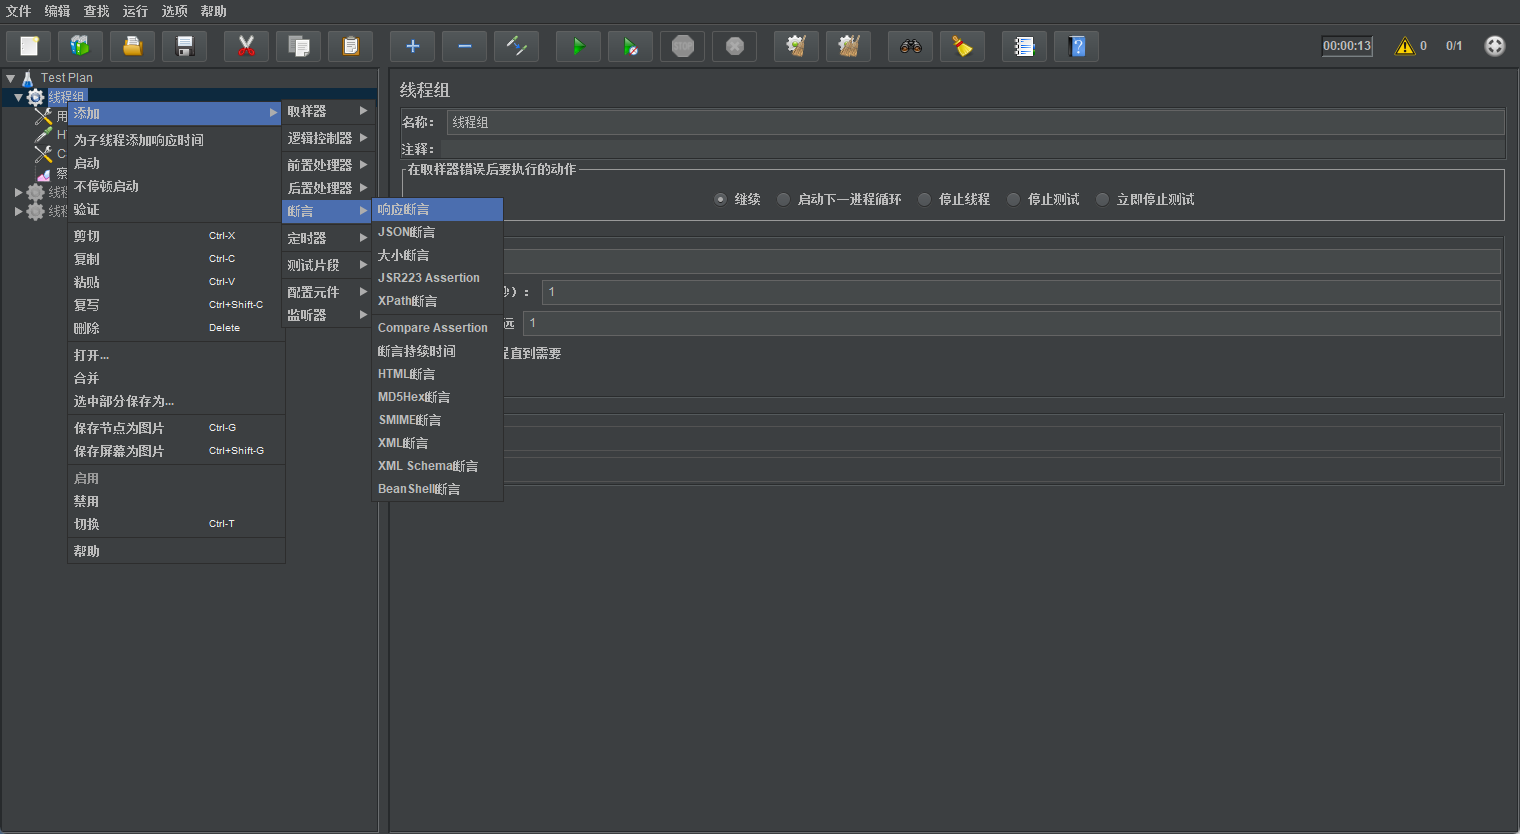 文件 编辑 查找 运行 选项 帮助
STOP
00:00:13
0
0/1
Test Plan
线程组
用
H
C
察
线程
线程
添加
为子线程添加响应时间
启动
不停顿启动
验证
剪切 Ctrl-X
复制 Ctrl-C
粘贴 Ctrl-V
复写 Ctrl+Shift-C
删除 Delete
打开...
合并
选中部分保存为...
保存节点为图片 Ctrl-G
保存屏幕为图片 Ctrl+Shift-G
启用
禁用
切换 Ctrl-T
帮助
取样器
逻辑控制器
前置处理器
后置处理器
断言
定时器
测试片段
配置元件
监听器
响应断言
JSON断言
大小断言
JSR223 Assertion
XPath断言
Compare Assertion
断言持续时间
HTML断言
MD5Hex断言
SMIME断言
XML断言
XML Schema断言
BeanShell断言
线程组
名称： 线程组
注释：
在取样器错误后要执行的动作
继续 启动下一进程循环 停止线程 停止测试 立即停止测试
）： 1
远 1
直到需要